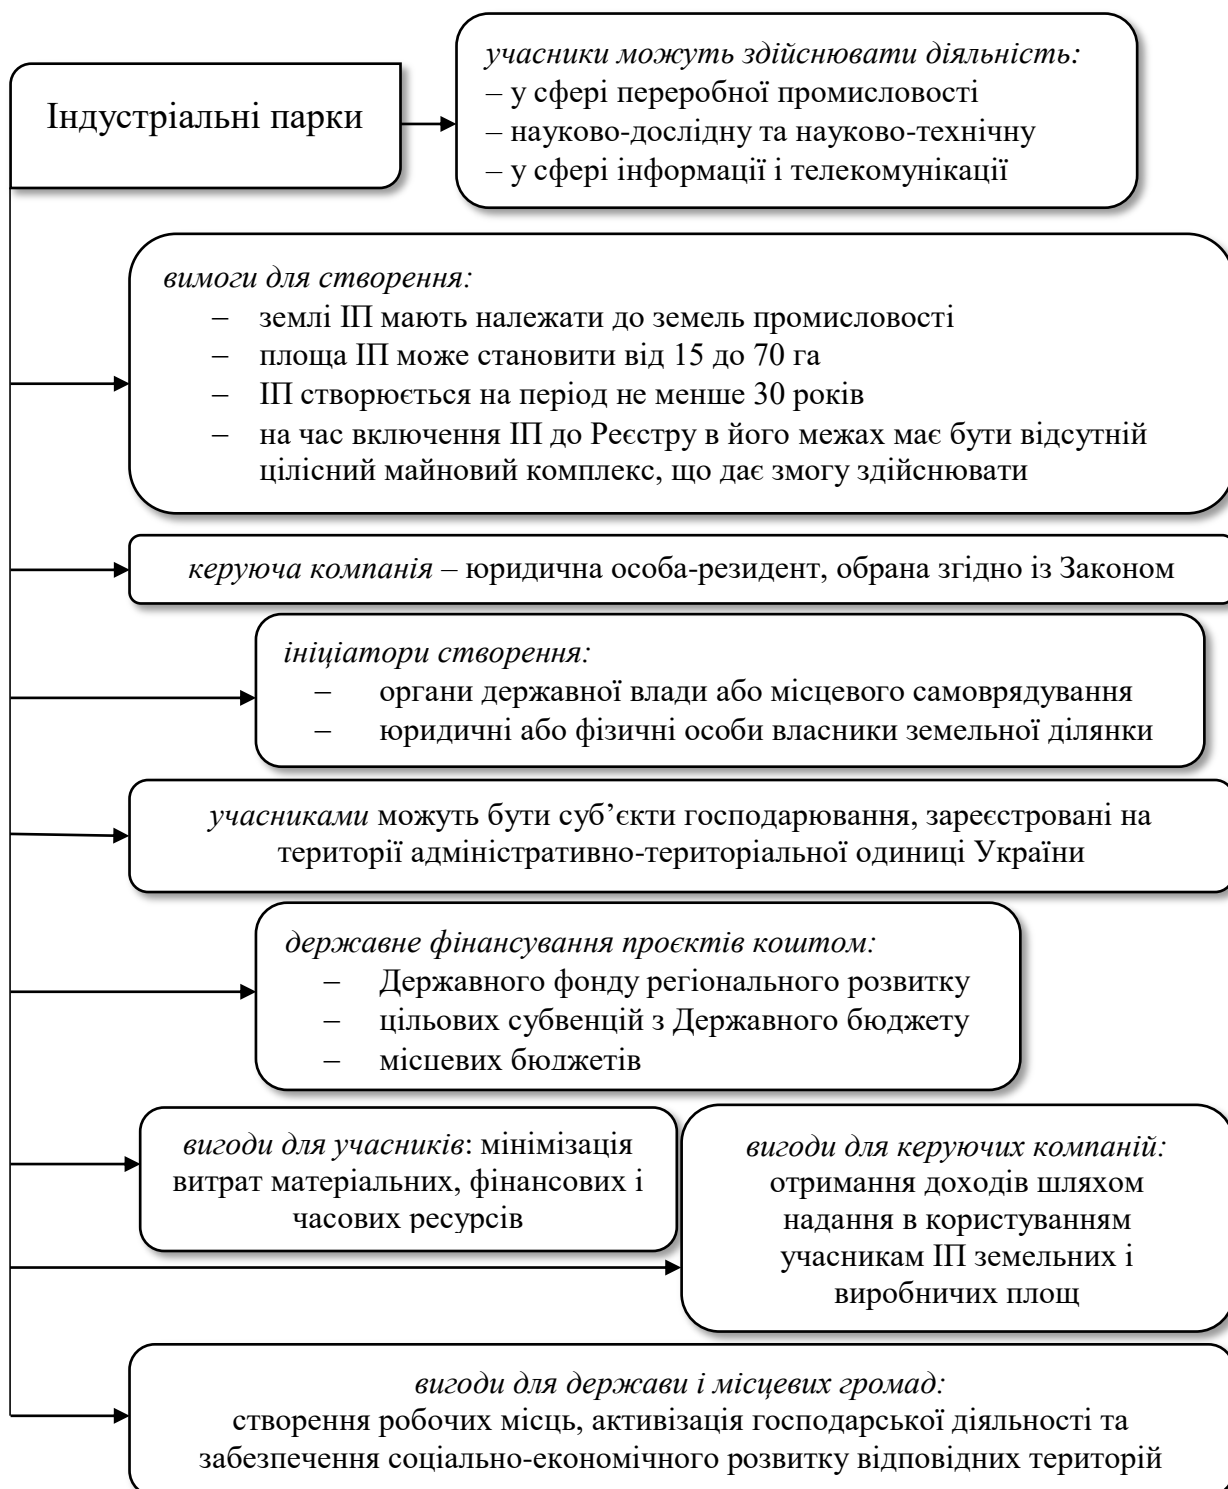 Індустріальні парки
учасники можуть здійснювати діяльність:
– у сфері переробної промисловості
– науково-дослідну та науково-технічну
– у сфері інформації і телекомунікації
вимоги для створення:
– землі ІП мають належати до земель промисловості
– площа ІП може становити від 15 до 70 га
– ІП створюється на період не менше 30 років
– на час включення ІП до Реєстру в його межах має бути відсутній
цілісний майновий комплекс, що дає змогу здійснювати
керуюча компанія – юридична особа-резидент, обрана згідно із Законом
ініціатори створення:
– органи державної влади або місцевого самоврядування
– юридичні або фізичні особи власники земельної ділянки
учасниками можуть бути суб’єкти господарювання, зареєстровані на
території адміністративно-територіальної одиниці України
державне фінансування проєктів коштом:
– Державного фонду регіонального розвитку
– цільових субвенцій з Державного бюджету
– місцевих бюджетів
вигоди для учасників: мінімізація
витрат матеріальних, фінансових і
часових ресурсів
вигоди для керуючих компаній:
отримання доходів шляхом
надання в користуванням
учасникам ІП земельних і
виробничих площ
вигоди для держави і місцевих громад:
створення робочих місць, активізація господарської діяльності та
забезпечення соціально-економічного розвитку відповідних територій